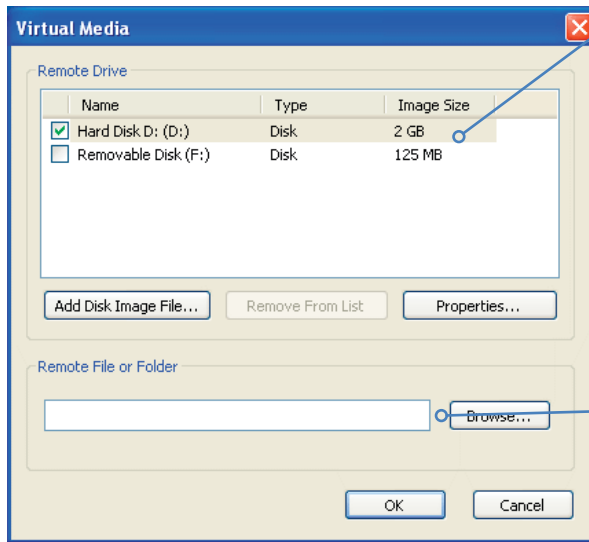 Virtual Media
Remote Drive
Name Type Image Size
Hard Disk D: (D:) Disk 2 GB
Removable Disk (F:) Disk 125 MB
Add Disk Image File... Remove From List Properties...
Remote File or Folder
Browse...
OK Cancel